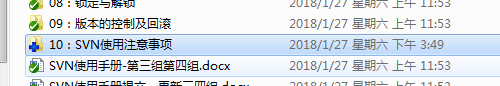 08：锁定与解锁 2018/1/27 星期六 上午 11:53
09：版本的控制及回滚 2018/1/27 星期六 上午 11:53
10：SVN使用注意事项 2018/1/27 星期六 下午 3:49
SVN使用手册-第三组第四组.docx 2018/1/27 星期六 上午 11:53